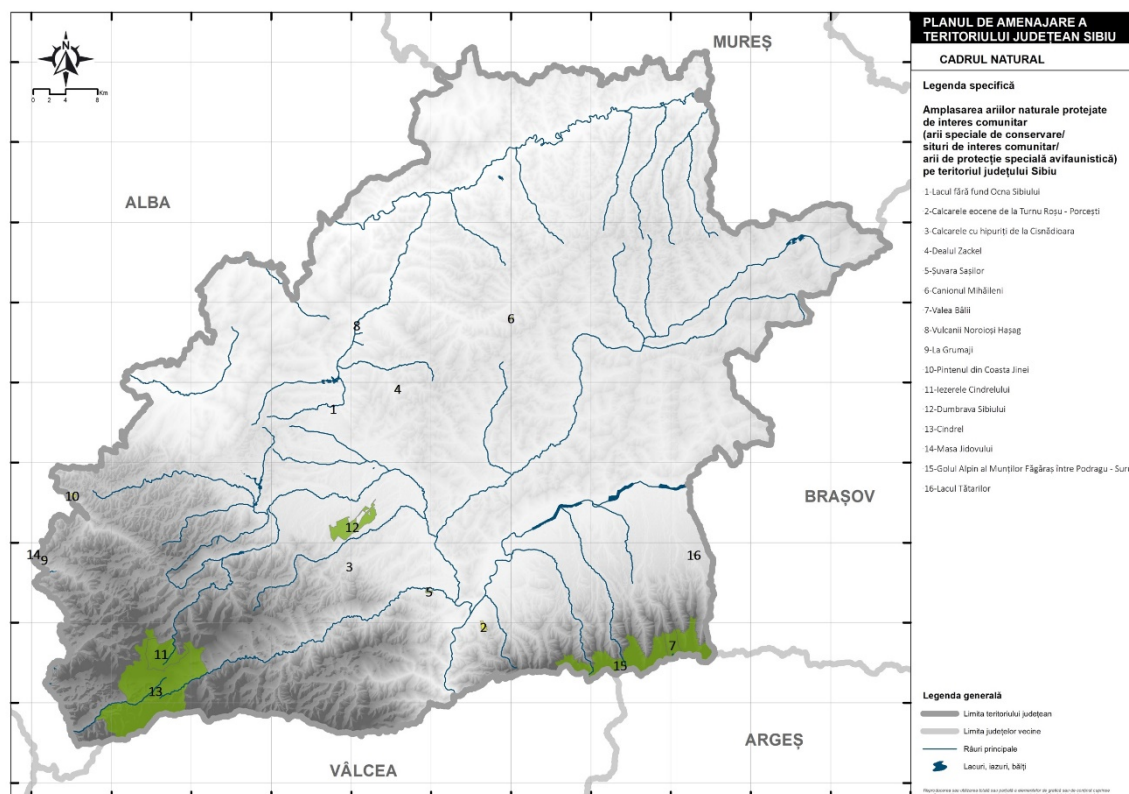 PLANUL DE AMENAJARE A
TERITORIULUI JUDEȚEAN SIBIU
CADRUL NATURAL
Legenda specifică
Amplasarea ariilor naturale protejate
de interes comunitar
(arii speciale de conservare/
situri de interes comunitar/
arii de protecție specială avifaunistică)
pe teritoriul județului Sibiu
1-Lacul fără fund Ocna Sibiului
2-Calcarele eocene de la Turnu Roșu - Porcești
3-Calcarele cu hipuriți de la Cisnădioara
4-Dealul Zackel
5-Șuvara Sașilor
6-Canionul Mihăileni
7-Valea Bâlii
8-Vulcanii Noroioși Hașag
9-La Grumaji
10-Pintenul din Coasta Jinei
11-Iezerele Cindrelului
12-Dumbrava Sibiului
13-Cindrel
14-Masa Jidovului
15-Golul Alpin al Munților Făgăraș între Podragu - Suru
16-Lacul Tătarilor
Legenda generală
Limita teritoriului județean
Limita județelor vecine
Râuri principale
Lacuri, iazuri, bălți
N
0 2 4 8
Km
MUREȘ
ALBA
BRAȘOV
ARGEȘ
VÂLCEA
8
6
4
1
10
12
14
9
3
16
5
2
11
7
15
13